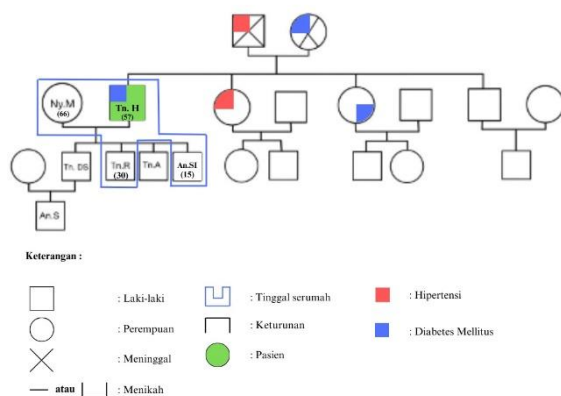 Ny.M
(66)
Tn. H
(57)
Tn. DS
Tn.R
(30)
Tn.A
An.SI
(15)
An.S
Keterangan :
: Laki-laki
: Perempuan
: Meninggal
atau
: Menikah
: Tinggal serumah
: Keturunan
: Pasien
: Hipertensi
: Diabetes Mellitus